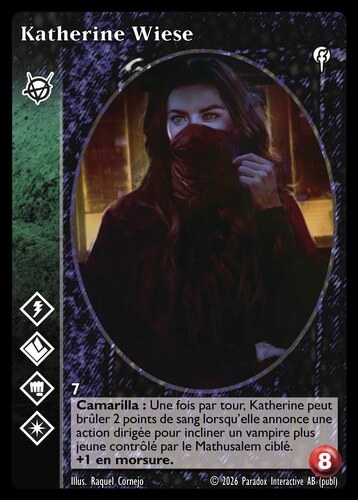 Katherine Wiese
7
Camarilla : Une fois par tour, Katherine peut
brûler 2 points de sang lorsqu'elle annonce une
action dirigée pour incliner un vampire plus
jeune contrôlé par le Mathusalem ciblé.
+1 en morsure.
8
Illus. Raquel Cornejo
© 2026 Paradox Interactive AB (publ)